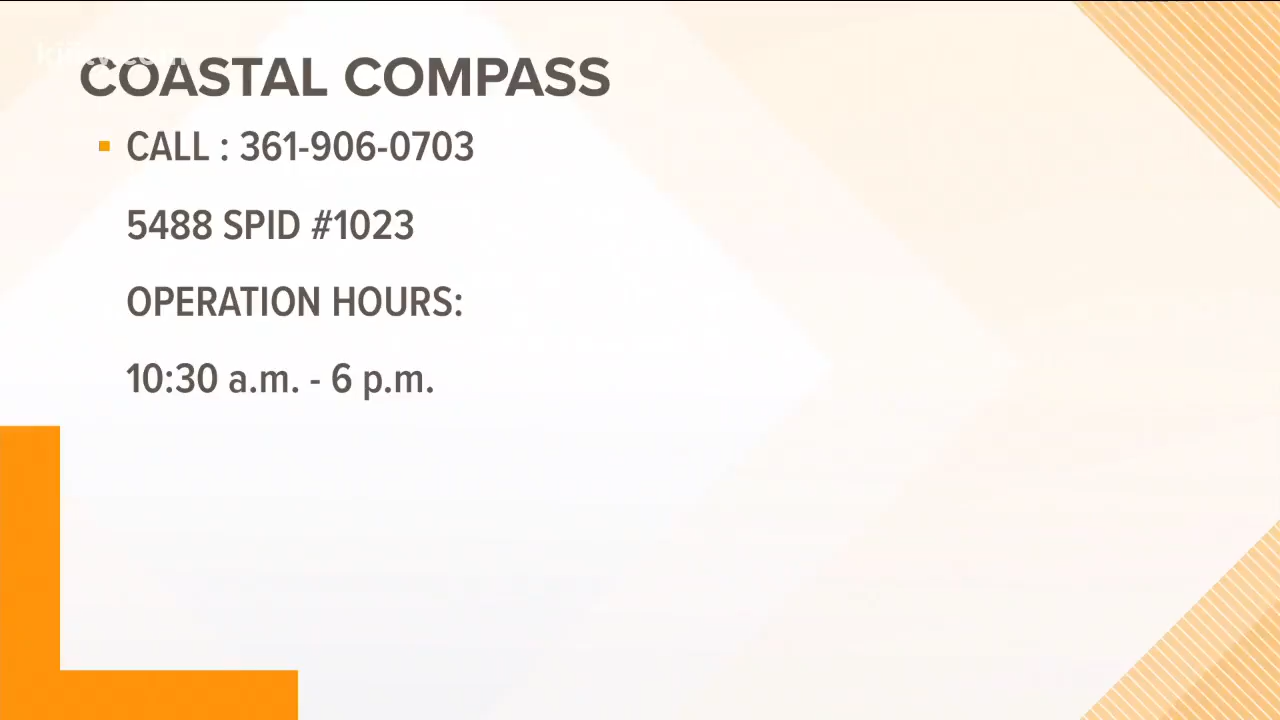 COASTAL COMPASS
CALL : 361-906-0703
5488 SPID #1023
OPERATION HOURS:
10:30 a.m. - 6 p.m.